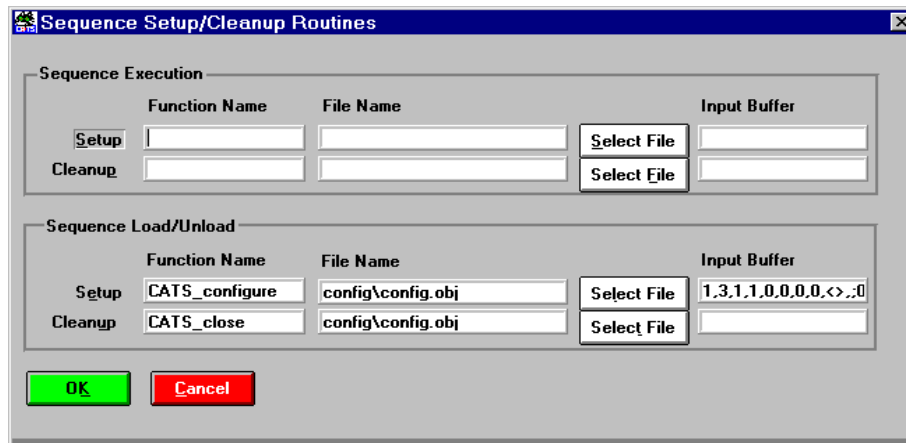 CATS Sequence Setup/Cleanup Routines
Sequence Execution
Function Name File Name Input Buffer
Setup Select File
Cleanup Select File
Sequence Load/Unload
Function Name File Name Input Buffer
Setup CATS_configure config\config.obj Select File 1,3,1,1,0,0,0,0,<>,;0
Cleanup CATS_close config\config.obj Select File
OK Cancel